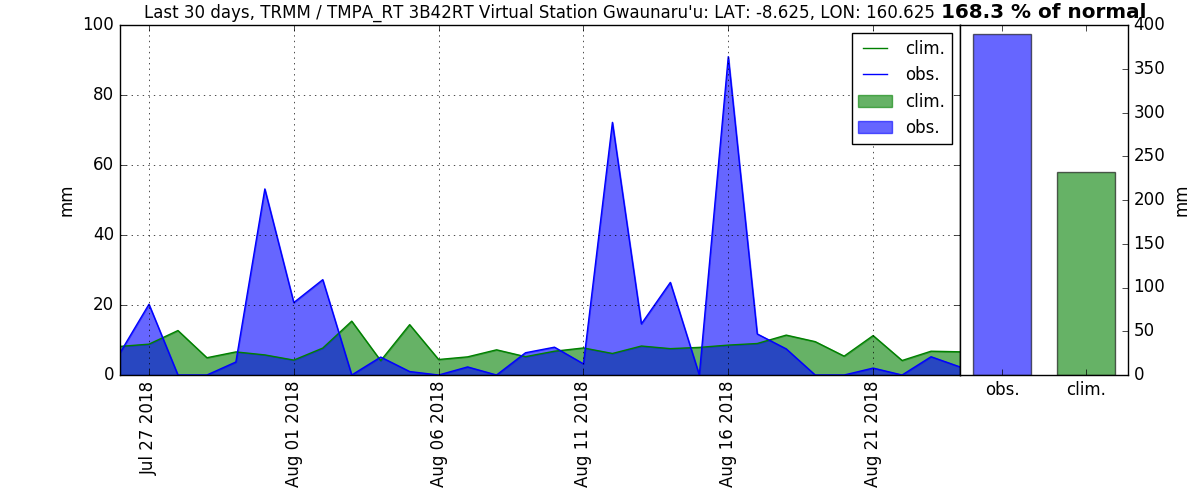 Last 30 days, TRMM / TMPA_RT 3B42RT Virtual Station Gwaunaru'u: LAT: -8.625, LON: 160.625 168.3 % of normal
100
80
60
40
20
0
mm
clim.
obs.
clim.
obs.
Jul 27 2018
Aug 01 2018
Aug 06 2018
Aug 11 2018
Aug 16 2018
Aug 21 2018
400
350
300
250
200
150
100
50
0
mm
obs. clim.